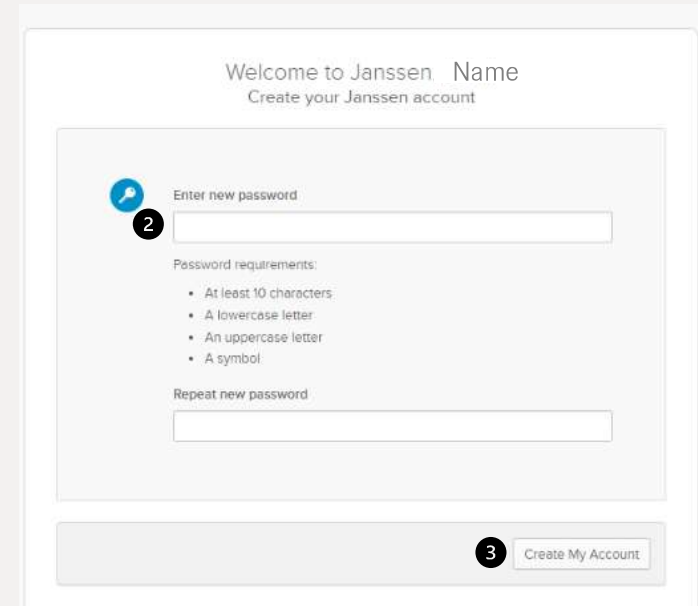 Welcome to Janssen Name
Create your Janssen account
Enter new password
2
Password requirements:
• At least 10 characters
• A lowercase letter
• An uppercase letter
• A symbol
Repeat new password
3 Create My Account